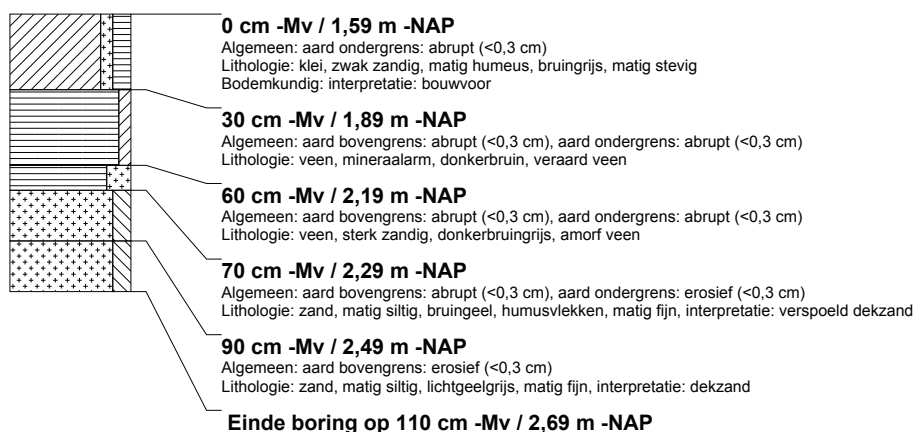 0 cm -Mv / 1,59 m -NAP
Algemeen: aard ondergrens: abrupt (<0,3 cm)
Lithologie: klei, zwak zandig, matig humeus, bruingrijs, matig stevig
Bodemkundig: interpretatie: bouwvoor
30 cm -Mv / 1,89 m -NAP
Algemeen: aard bovengrens: abrupt (<0,3 cm), aard ondergrens: abrupt (<0,3 cm)
Lithologie: veen, mineraalarm, donkerbruin, veraard veen
60 cm -Mv / 2,19 m -NAP
Algemeen: aard bovengrens: abrupt (<0,3 cm), aard ondergrens: abrupt (<0,3 cm)
Lithologie: veen, sterk zandig, donkerbruingrijs, amorf veen
70 cm -Mv / 2,29 m -NAP
Algemeen: aard bovengrens: abrupt (<0,3 cm), aard ondergrens: erosief (<0,3 cm)
Lithologie: zand, matig siltig, bruingeel, humusvlekken, matig fijn, interpretatie: verspoeld dekzand
90 cm -Mv / 2,49 m -NAP
Algemeen: aard bovengrens: erosief (<0,3 cm)
Lithologie: zand, matig siltig, lichtgeelgrijs, matig fijn, interpretatie: dekzand
Einde boring op 110 cm -Mv / 2,69 m -NAP